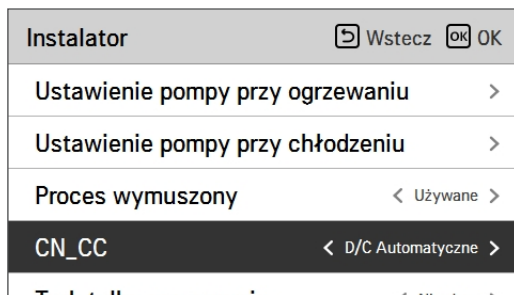 Instalator Wstecz OK OK
Ustawienie pompy przy ogrzewaniu >
Ustawienie pompy przy chłodzeniu >
Proces wymuszony < Używane >
CN_CC < D/C Automatyczne >